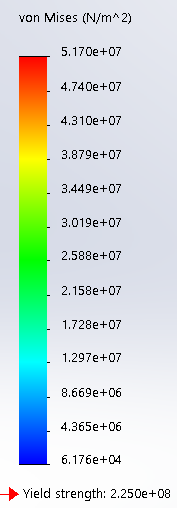 von Mises (N/m^2)
5.170e+07
4.740e+07
4.310e+07
3.879e+07
3.449e+07
3.019e+07
2.588e+07
2.158e+07
1.728e+07
1.297e+07
8.669e+06
4.365e+06
6.176e+04
Yield strength: 2.250e+08